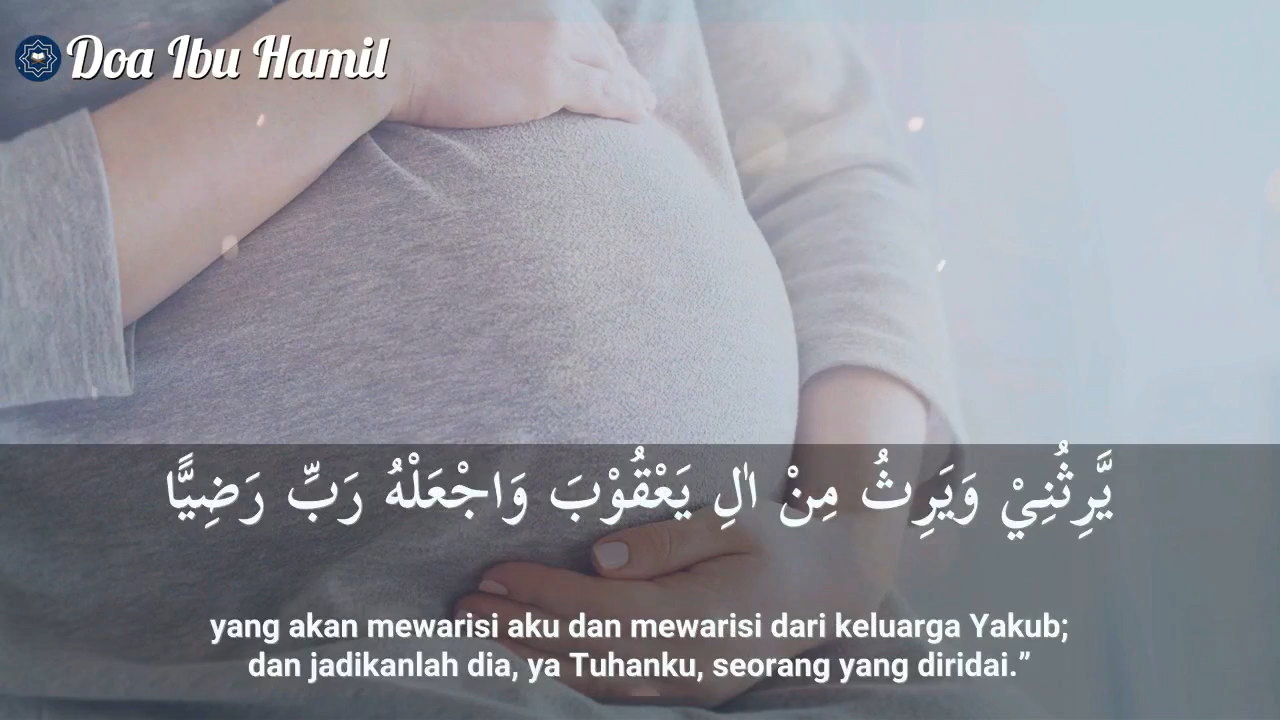 Doa Ibu Hamil
يَّرِثُنِيْ وَيَرِثُ مِنْ اٰلِ يَعْقُوْبَ وَاجْعَلْهُ رَبِّ رَضِيًّا
yang akan mewarisi aku dan mewarisi dari keluarga Yakub;
dan jadikanlah dia, ya Tuhanku, seorang yang diridai.”